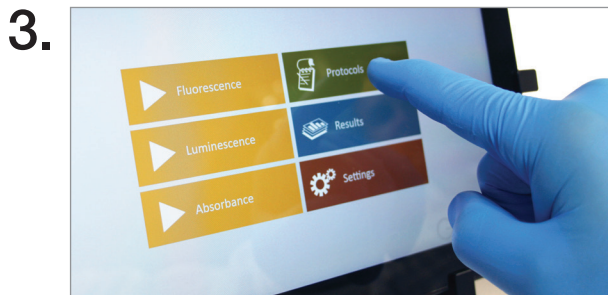 3.
Fluorescence
Protocols
Luminescence
Results
Absorbance
Settings